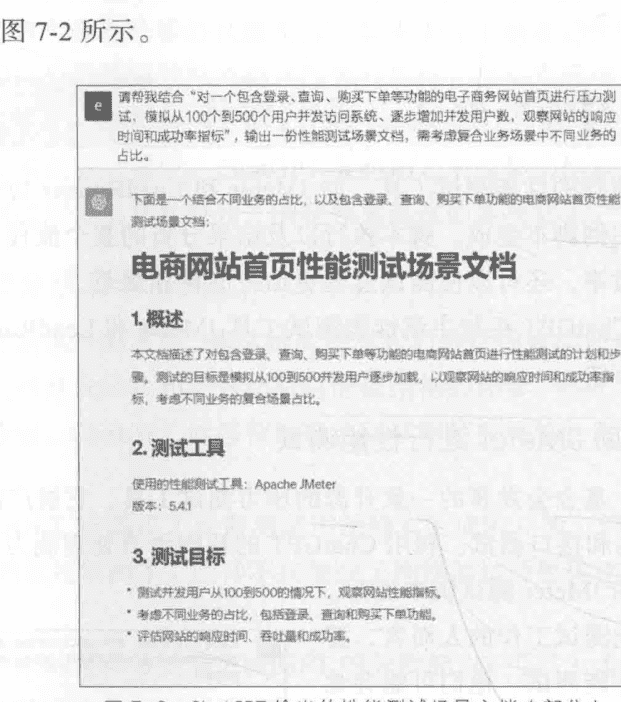 图 7-2 所示。
e
请帮我结合“对一个包含登录、查询、购买下单等功能的电子商务网站首页进行压力测
试，模拟从100个到500个用户并发访问系统、逐步增加并发用户数，观察网站的响应
时间和成功率指标”，输出一份性能测试场景文档，需考虑复合业务场景中不同业务的
占比。
下面是一个结合不同业务的占比，以及包含登录、查询、购买下单功能的电商网站首页性能
测试场景文档：
电商网站首页性能测试场景文档
1. 概述
本文档描述了对包含登录、查询、购买下单等功能的电商网站首页进行性能测试的计划和步
骤。测试的目标是模拟从100到500并发用户逐步加载，以观察网站的响应时间和成功率指
标，考虑不同业务的复合场景占比。
2. 测试工具
使用的性能测试工具：Apache JMeter
版本：5.4.1
3. 测试目标
• 测试并发用户从100到500的情况下，观察网站性能指标。
• 考虑不同业务的占比，包括登录、查询和购买下单功能。
• 评估网站的响应时间、吞吐量和成功率。